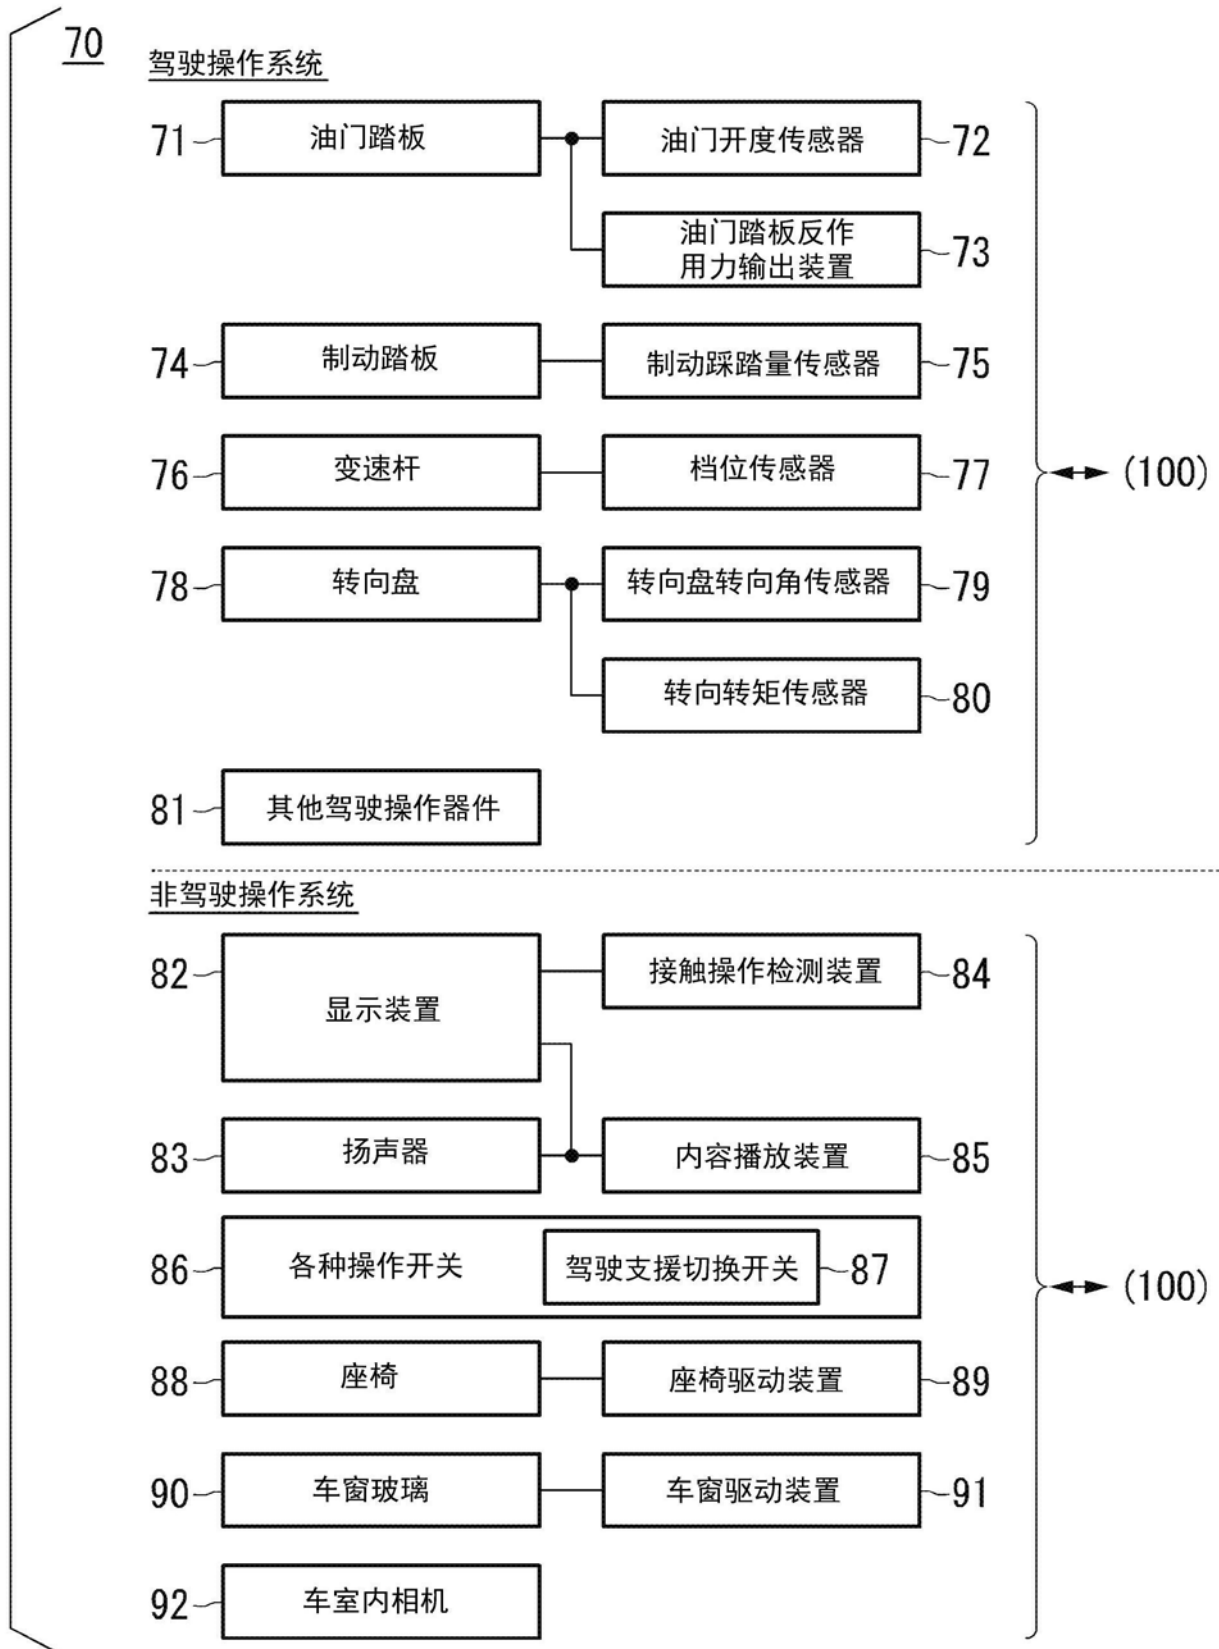 70
驾驶操作系统
71 油门踏板 油门开度传感器 72
油门踏板反作
用力输出装置 73
74 制动踏板 制动踩踏量传感器 75
76 变速杆 档位传感器 77
(100)
78 转向盘 转向盘转向角传感器 79
转向转矩传感器 80
81 其他驾驶操作器件
非驾驶操作系统
82 显示装置 接触操作检测装置 84
83 扬声器 内容播放装置 85
86 各种操作开关 驾驶支援切换开关 87
(100)
88 座椅 座椅驱动装置 89
90 车窗玻璃 车窗驱动装置 91
92 车室内相机